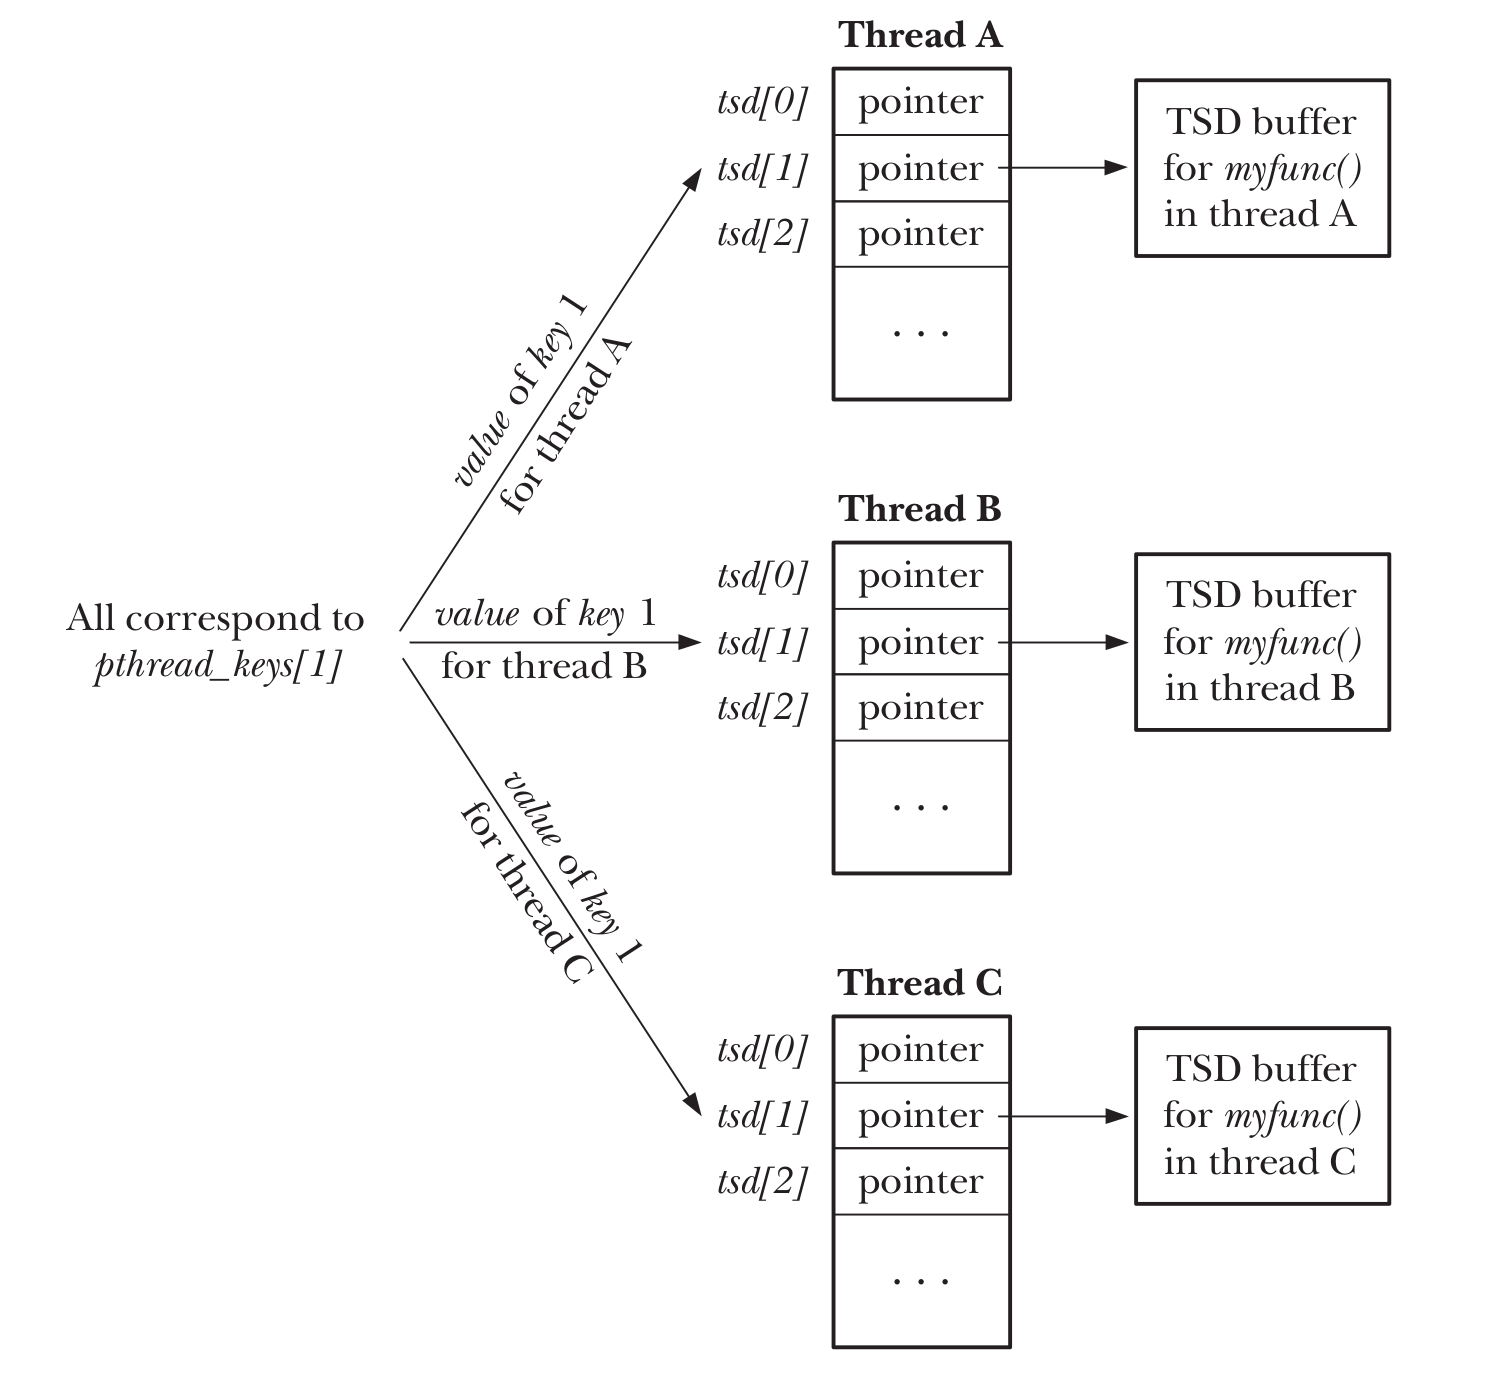 Thread A
tsd[0] pointer
tsd[1] pointer
tsd[2] pointer
. . .
TSD buffer
for myfunc()
in thread A
value of key 1
for thread A
Thread B
tsd[0] pointer
tsd[1] pointer
tsd[2] pointer
. . .
TSD buffer
for myfunc()
in thread B
All correspond to
pthread_keys[1]
value of key 1
for thread B
value of key 1
for thread C
Thread C
tsd[0] pointer
tsd[1] pointer
tsd[2] pointer
. . .
TSD buffer
for myfunc()
in thread C